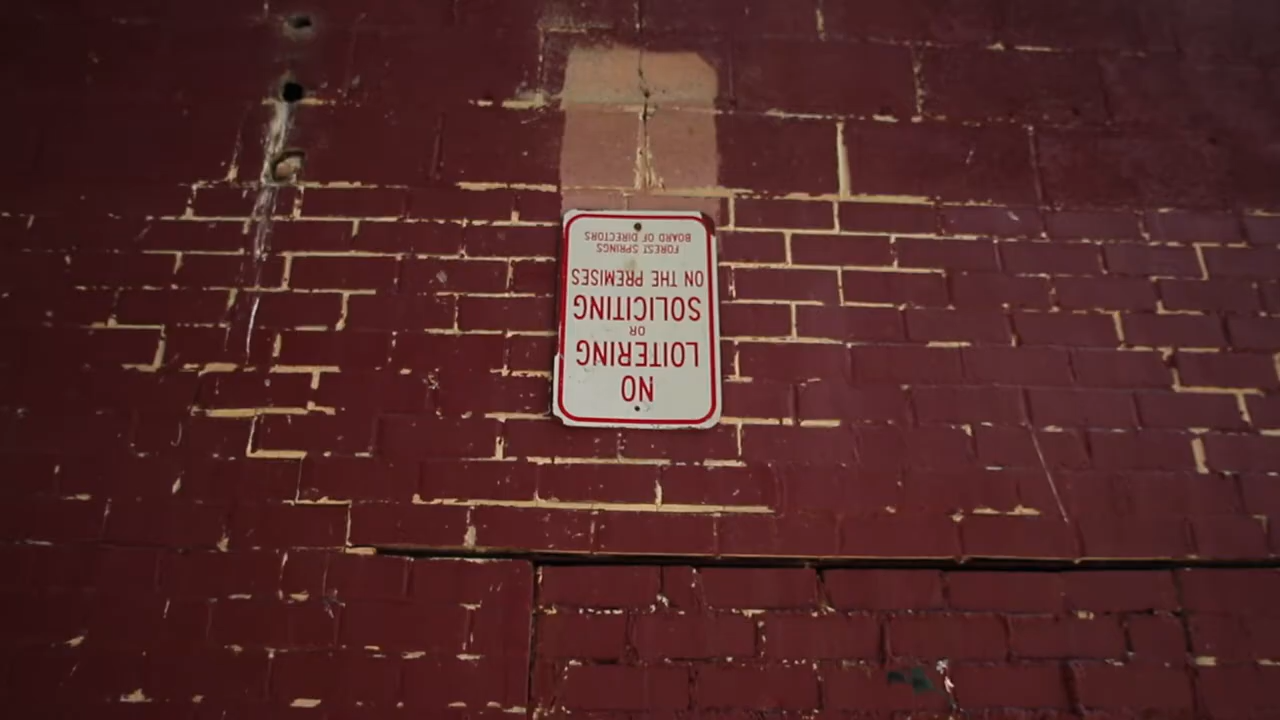 NO
LOITERING
OR
SOLICITING
ON THE PREMISES
FOREST SPRINGS
BOARD OF DIRECTORS